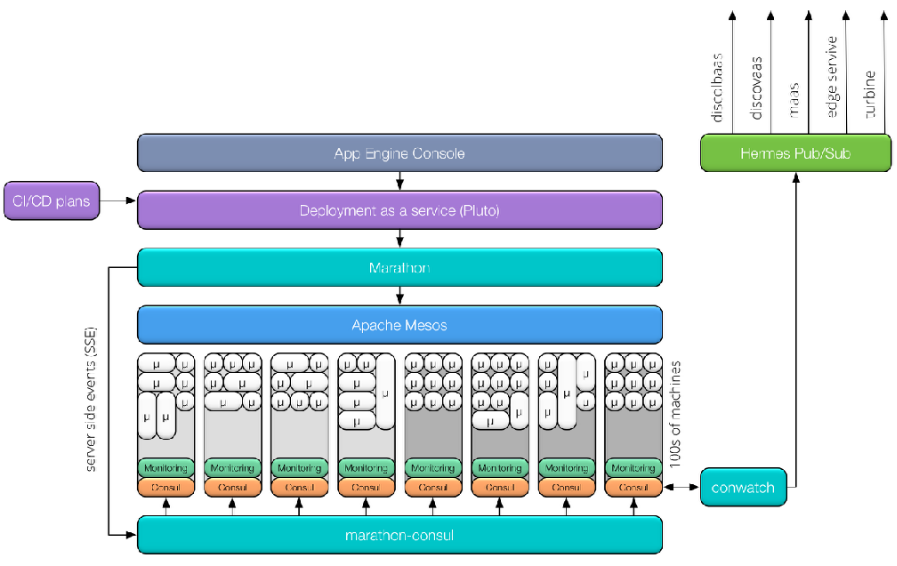 discolbaas
discovaas
maas
edge servive
turbine
Hermes Pub/Sub
App Engine Console
CI/CD plans
Deployment as a service (Pluto)
Marathon
Apache Mesos
server side events (SSE)
μ μ
μ μ
μ μ μ
μ μ μ
μ μ
μ μ
μ μ μ
μ μ
μ μ μ
μ μ
μ
μ
μ
μ
μ μ μ
μ μ μ
μ μ μ
μ μ μ
μ μ μ
μ μ μ
μ μ
μ μ μ
μ
μ μ
μ μ μ
μ μ μ
μ μ μ
Monitoring Monitoring Monitoring Monitoring Monitoring Monitoring Monitoring Monitoring
Consul Consul Consul Consul Consul Consul Consul Consul
100s of machines
conwatch
marathon-consul